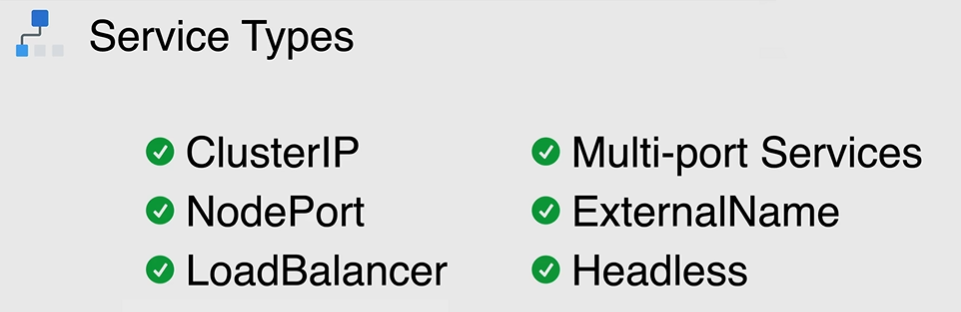 Service Types
ClusterIP
NodePort
LoadBalancer
Multi-port Services
ExternalName
Headless